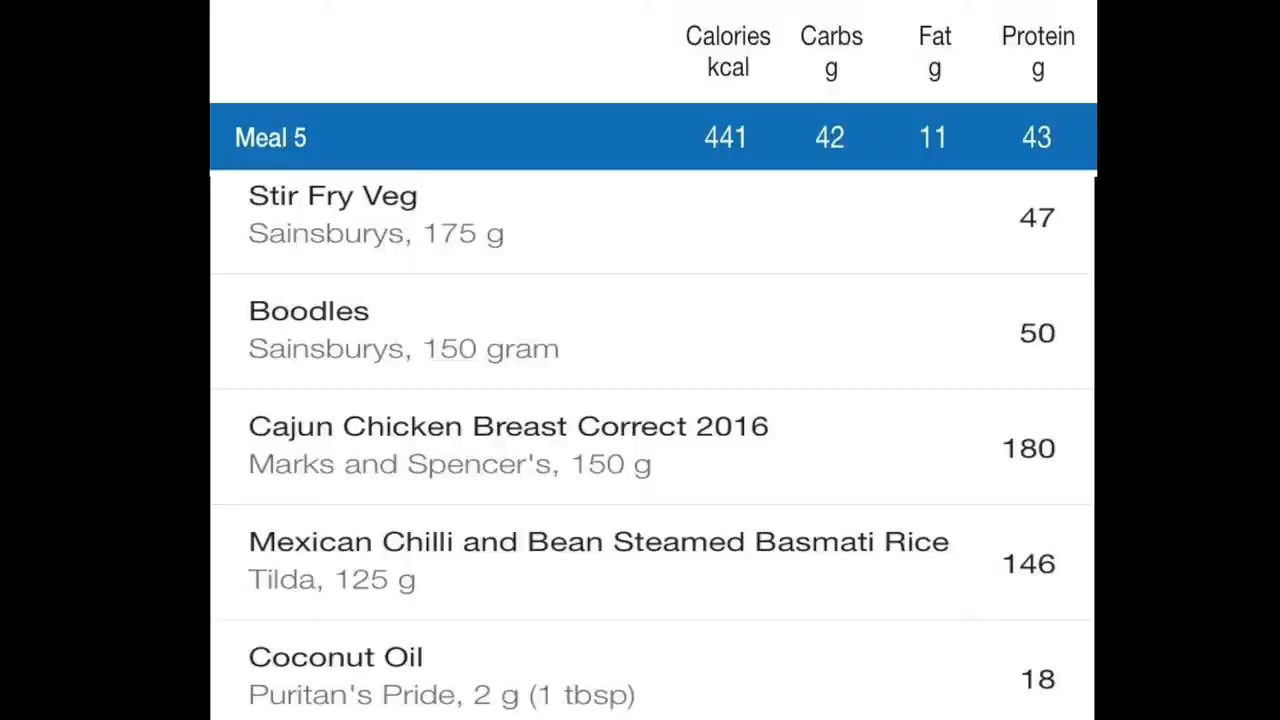 Calories Carbs Fat Protein
kcal g g g
Meal 5 441 42 11 43
Stir Fry Veg
Sainsburys, 175 g
47
Boodles
Sainsburys, 150 gram
50
Cajun Chicken Breast Correct 2016
Marks and Spencer's, 150 g
180
Mexican Chilli and Bean Steamed Basmati Rice
Tilda, 125 g
146
Coconut Oil
Puritan's Pride, 2 g (1 tbsp)
18